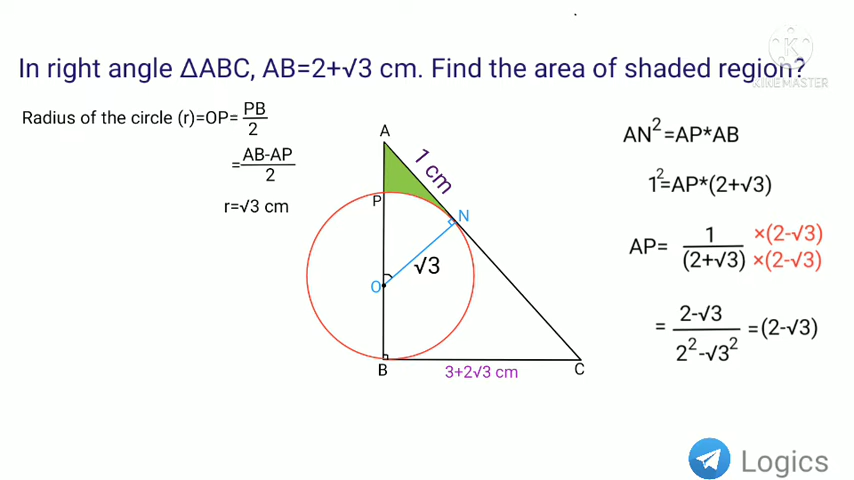 In right angle ΔABC, AB=2+√3 cm. Find the area of shaded region?
KINEMASTER
Radius of the circle (r)=OP= PB/2
= AB-AP/2
r=√3 cm
A
1 cm
P
N
√3
O
B
3+2√3 cm
C
AN²=AP*AB
1²=AP*(2+√3)
AP= 1/(2+√3) ×(2-√3)/×(2-√3)
= 2-√3/2²-√3² =(2-√3)
Logics